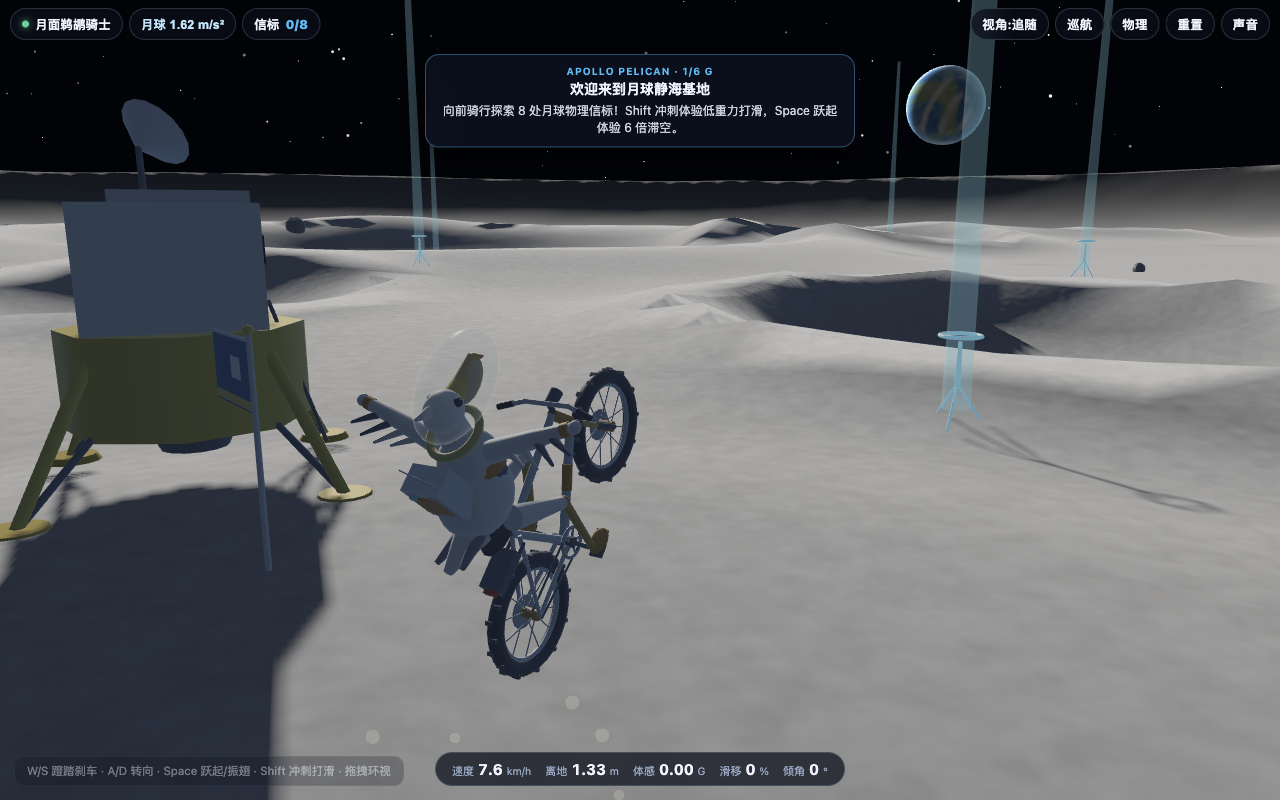 月面鹈鹕骑士
月球 1.62 m/s²
信标 0/8
视角:追随
巡航
物理
重置
声音
APOLLO PELICAN · 1/6 G
欢迎来到月球静海基地
向前骑行探索 8 处月球物理信标！Shift 冲刺体验低重力打滑，Space 跃起
体验 6 倍滞空。
W/S 蹬踏刹车 · A/D 转向 · Space 跃起/振翅 · Shift 冲刺打滑 · 拖拽环视
速度 7.6 km/h 离地 1.33 m 体感 0.00 G 滑移 0 % 倾角 0 °